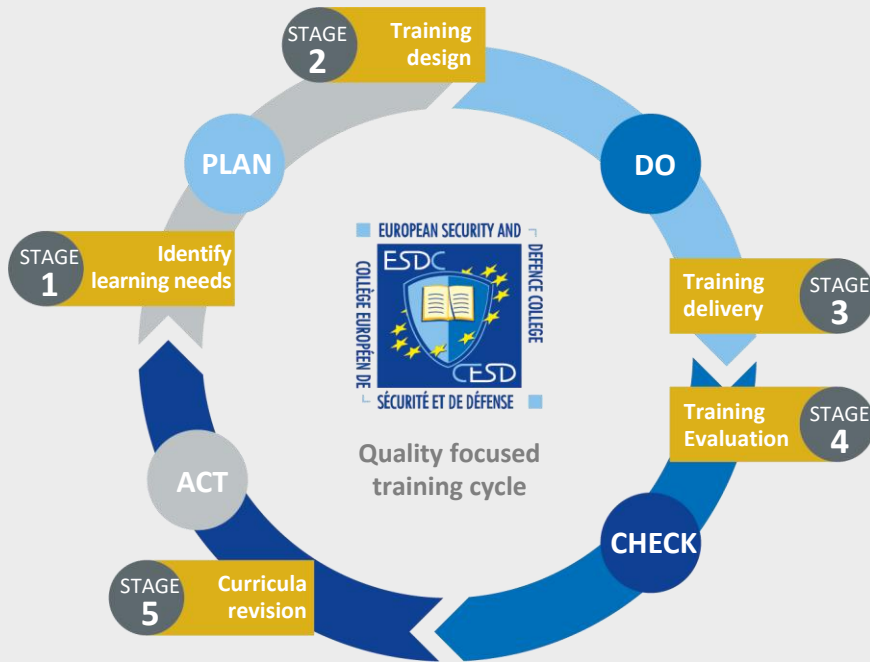 STAGE
1
Identify
learning needs
PLAN
STAGE
2
Training
design
DO
Training
delivery
STAGE
3
Training
Evaluation
STAGE
4
CHECK
STAGE
5
Curricula
revision
ACT
EUROPEAN SECURITY AND
DEFENCE COLLEGE
ESDC
CESD
COLLÈGE EUROPÉEN DE
SÉCURITÉ ET DE DÉFENSE
Quality focused
training cycle